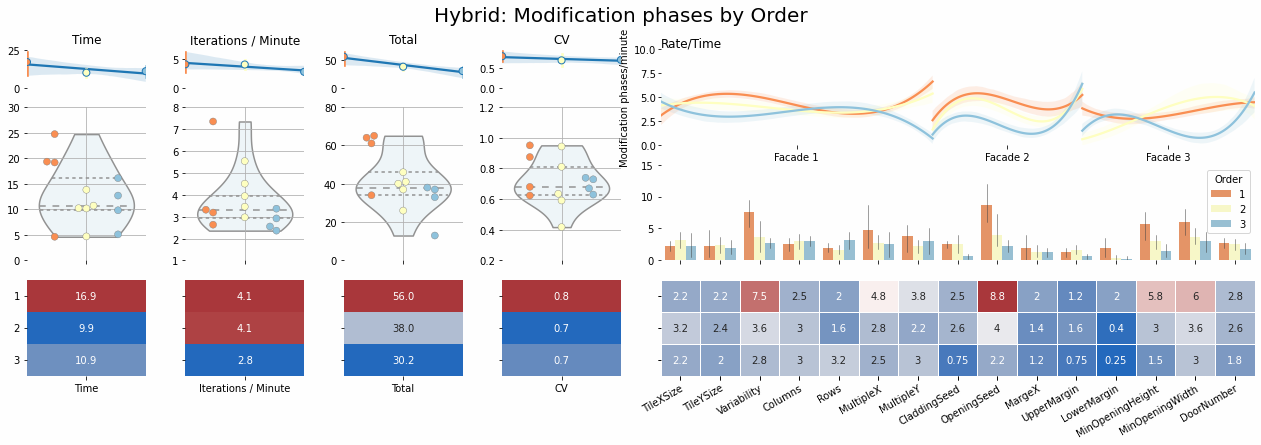 Hybrid: Modification phases by Order
Time
Iterations / Minute
Total
CV
Rate/Time
25
0
5
0
50
0
0.5
0.0
Modification phases/minute
10.0
7.5
5.0
2.5
0.0
Facade 1
Facade 2
Facade 3
30
25
20
15
10
5
0
8
7
6
5
4
3
2
1
80
60
40
20
0
1.2
1.0
0.8
0.6
0.4
0.2
15
10
5
0
Order
1
2
3
1 16.9 4.1 56.0 0.8 2.2 2.2 7.5 2.5 2 4.8 3.8 2.5 8.8 2 1.2 2 5.8 6 2.8
2 9.9 4.1 38.0 0.7 3.2 2.4 3.6 3 1.6 2.8 2.2 2.6 4 1.4 1.6 0.4 3 3.6 2.6
3 10.9 2.8 30.2 0.7 2.2 2 2.8 3 3.2 2.5 3 0.75 2.2 1.2 0.75 0.25 1.5 3 1.8
Time
Iterations / Minute
Total
CV
TileXSize
TileYSize
Variability
Columns
Rows
MultipleX
MultipleY
CladdingSeed
OpeningSeed
MargeX
UpperMargin
LowerMargin
MinOpeningHeight
MinOpeningWidth
DoorNumber